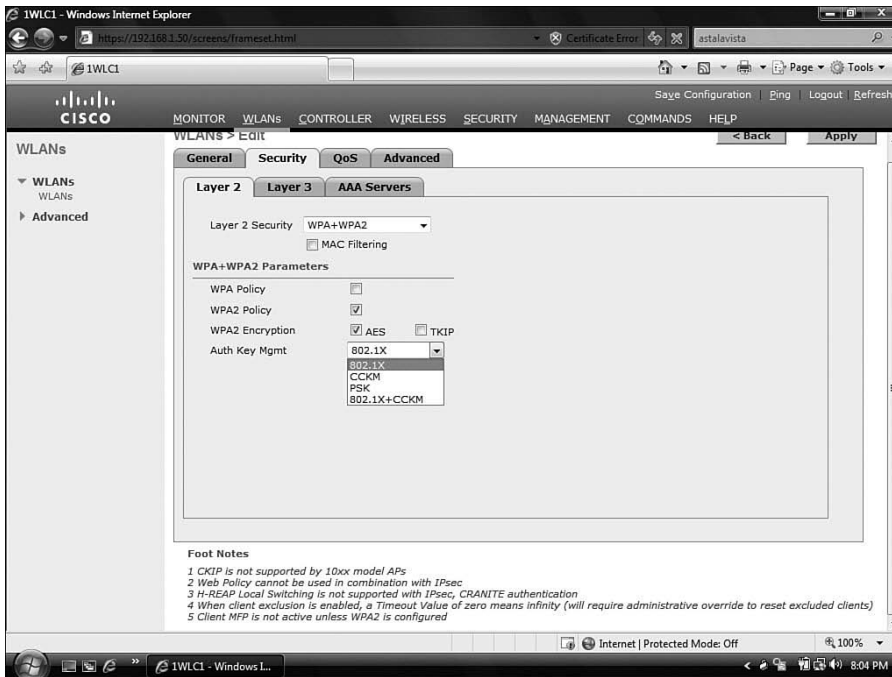 1WLC1 - Windows Internet Explorer
https://192.168.1.50/screens/frameset.html
Certificate Error
astalavista
1WLC1
Page
Tools
Save Configuration | Ping | Logout | Refresh
CISCO
MONITOR WLANs CONTROLLER WIRELESS SECURITY MANAGEMENT COMMANDS HELP
WLANs
WLANs > Edit
< Back
Apply
WLANs
WLANs
Advanced
General Security QoS Advanced
Layer 2 Layer 3 AAA Servers
Layer 2 Security WPA+WPA2
MAC Filtering
WPA+WPA2 Parameters
WPA Policy
WPA2 Policy
WPA2 Encryption AES TKIP
Auth Key Mgmt 802.1X
802.1X
CCKM
PSK
802.1X+CCKM
Foot Notes
1 CKIP is not supported by 10xx model APs
2 Web Policy cannot be used in combination with IPsec
3 H-REAP Local Switching is not supported with IPsec, CRANITE authentication
4 When client exclusion is enabled, a Timeout Value of zero means infinity (will require administrative override to reset excluded clients)
5 Client MFP is not active unless WPA2 is configured
Internet | Protected Mode: Off
100%
1WLC1 - Windows I...
8:04 PM